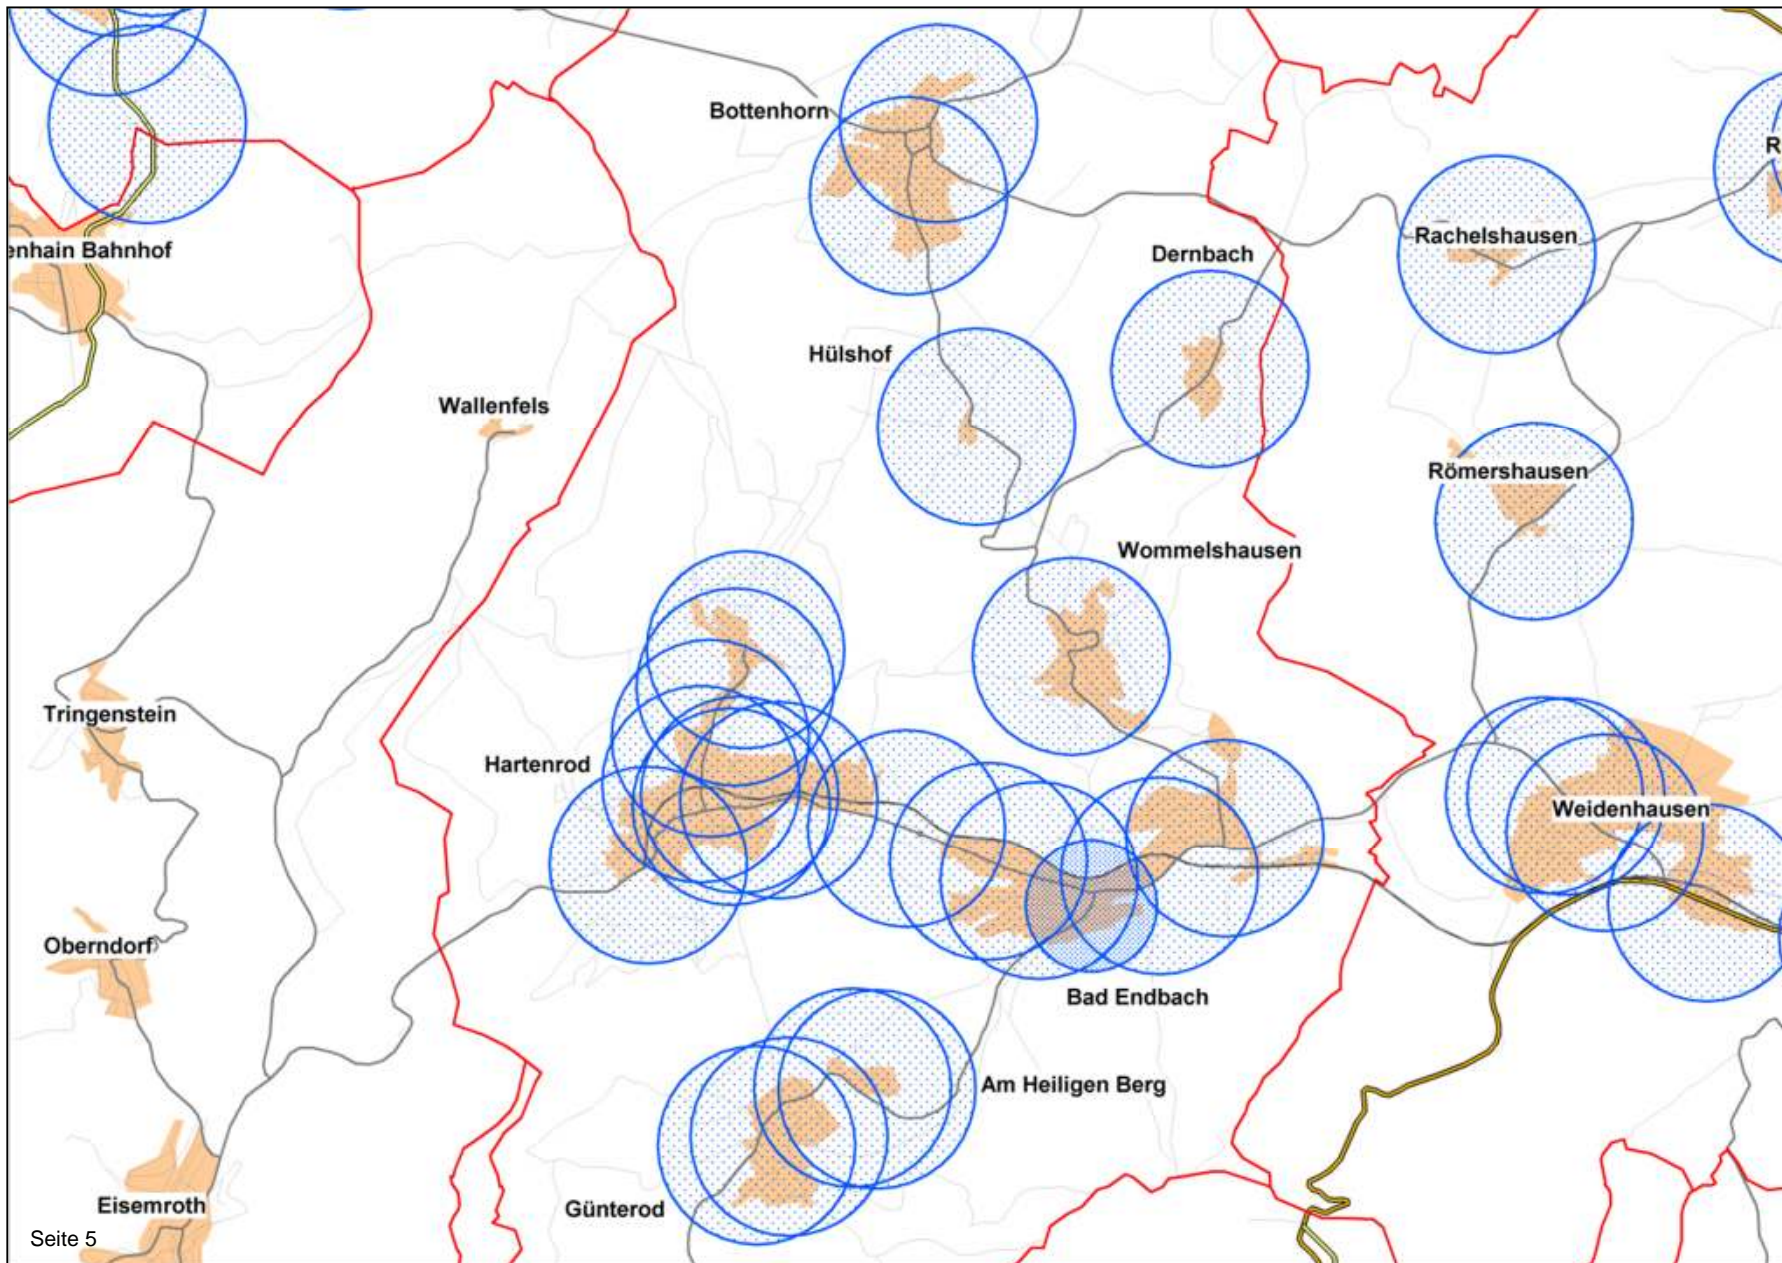 Bottenhorn
R
Rachelshausen
enhain Bahnhof
Dernbach
Hülshof
Wallenfels
Römershausen
Wommelshausen
Tringenstein
Hartenrod
Weidenhausen
Oberndorf
Bad Endbach
Am Heiligen Berg
Eisemroth
Günterod
Seite 5